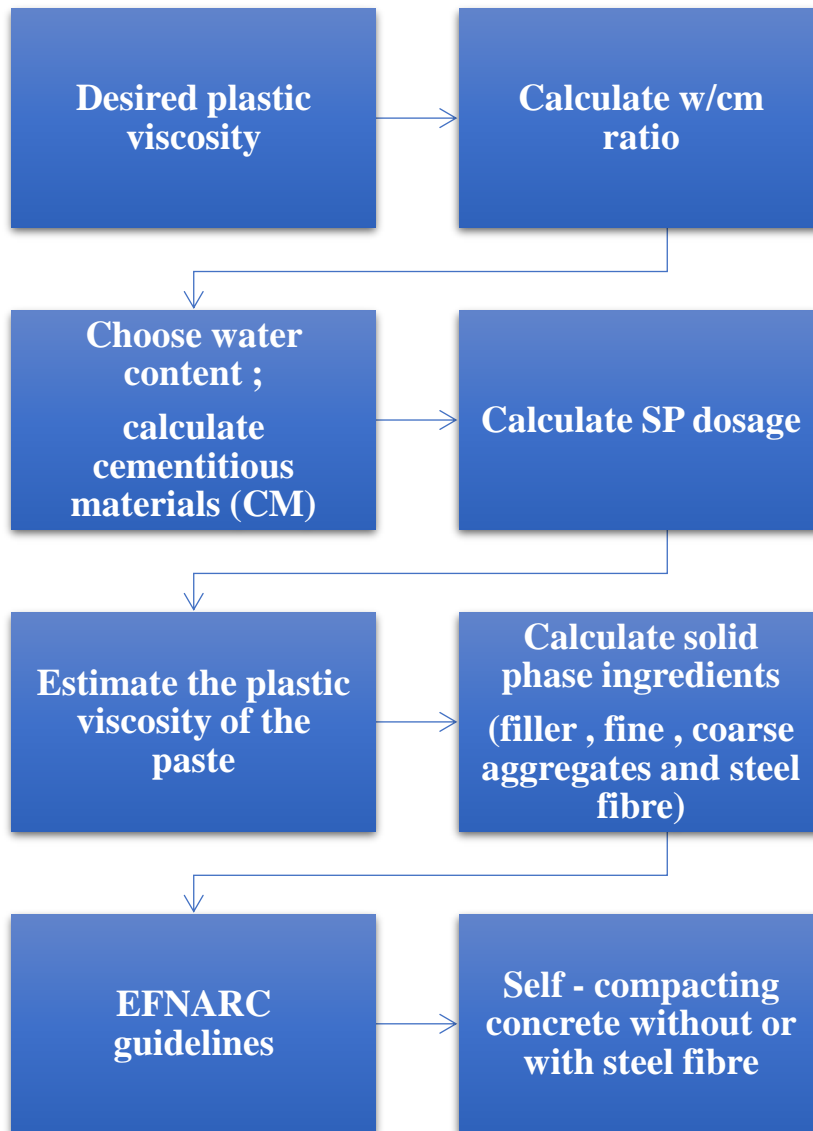 Desired plastic
viscosity
Calculate w/cm
ratio
Choose water
content ;
calculate
cementitious
materials (CM)
Calculate SP dosage
Estimate the plastic
viscosity of the
paste
Calculate solid
phase ingredients
(filler , fine , coarse
aggregates and steel
fibre)
EFNARC
guidelines
Self - compacting
concrete without or
with steel fibre